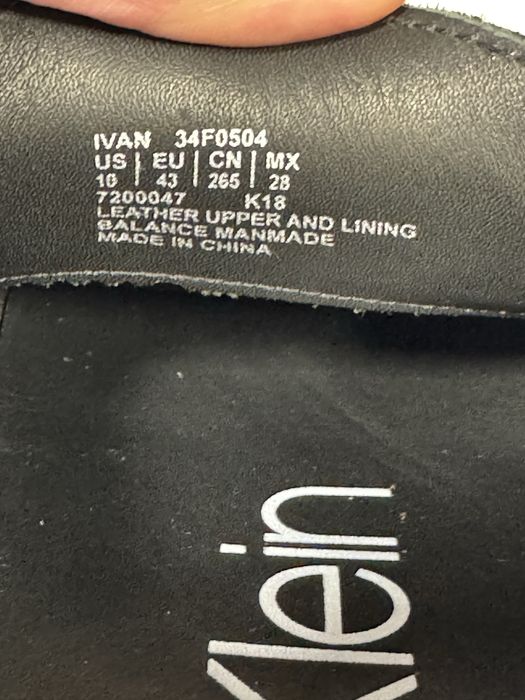 IVAN 34F0504
US | EU | CN | MX
10 | 43 | 265 | 28
7200047 K18
LEATHER UPPER AND LINING
BALANCE MANMADE
MADE IN CHINA
Klein